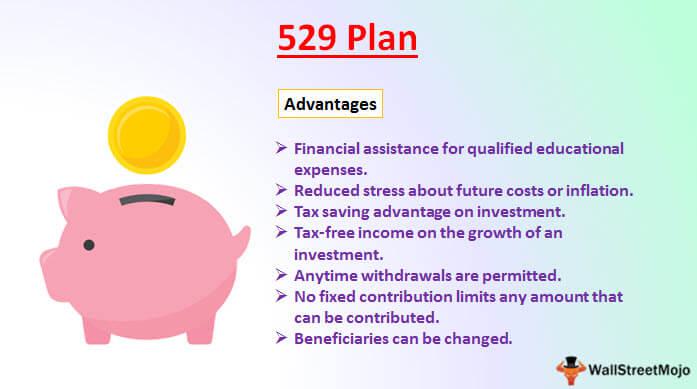 529 Plan
Advantages
➢ Financial assistance for qualified educational
expenses.
➢ Reduced stress about future costs or inflation.
➢ Tax saving advantage on investment.
➢ Tax-free income on the growth of an
investment.
➢ Anytime withdrawals are permitted.
➢ No fixed contribution limits any amount that
can be contributed.
➢ Beneficiaries can be changed.
WallStreetMojo